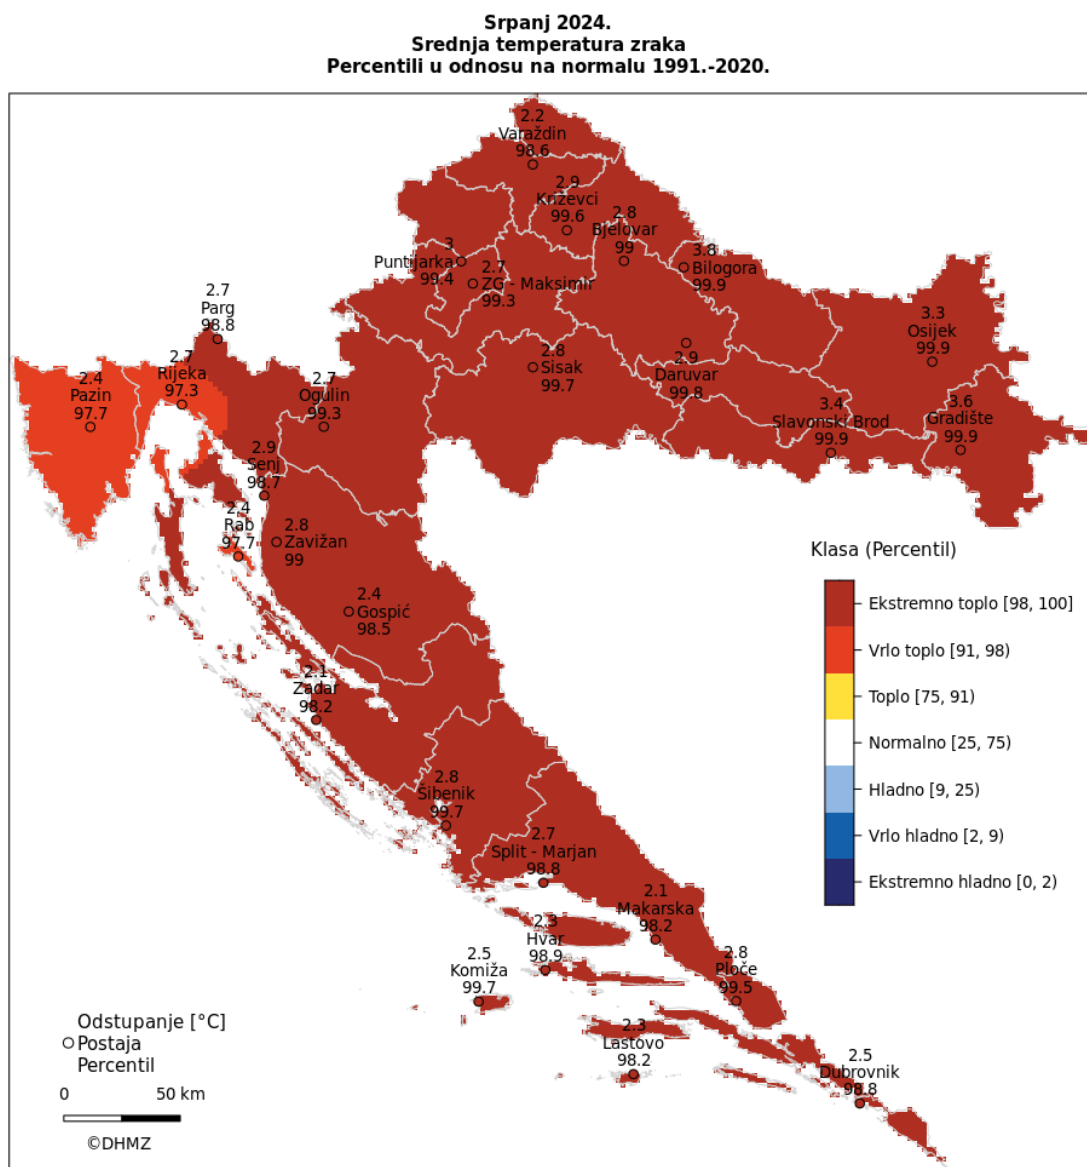 Srpanj 2024.
Srednja temperatura zraka
Percentili u odnosu na normalu 1991.-2020.
2.2
Varaždin
98.6
2.9
Križevci
99.6
2.8
Bjelovar
99
3
Puntijarka
99.4
2.7
ZG - Maksimir
99.3
3.8
Bilogora
99.9
2.7
Parg
98.8
3.3
Osijek
99.9
2.7
Rijeka
97.3
2.4
Pazin
97.7
2.7
Ogulin
99.3
2.8
Sisak
99.7
2.9
Daruvar
99.8
3.4
Slavonski Brod
99.9
3.6
Gradište
99.9
2.9
Senj
98.7
2.4
Rab
97.7
2.8
Zavižan
99
2.4
Gospić
98.5
2.1
Zadar
98.2
2.8
Šibenik
99.7
2.7
Split - Marjan
98.8
2.1
Makarska
98.2
2.3
Hvar
98.9
2.5
Komiža
99.7
2.8
Ploče
99.5
2.3
Lastovo
98.2
2.5
Dubrovnik
98.8
Klasa (Percentil)
Ekstremno toplo [98, 100]
Vrlo toplo [91, 98)
Toplo [75, 91)
Normalno [25, 75)
Hladno [9, 25)
Vrlo hladno [2, 9)
Ekstremno hladno [0, 2)
Odstupanje [°C]
Postaja
Percentil
0 50 km
©DHMZ